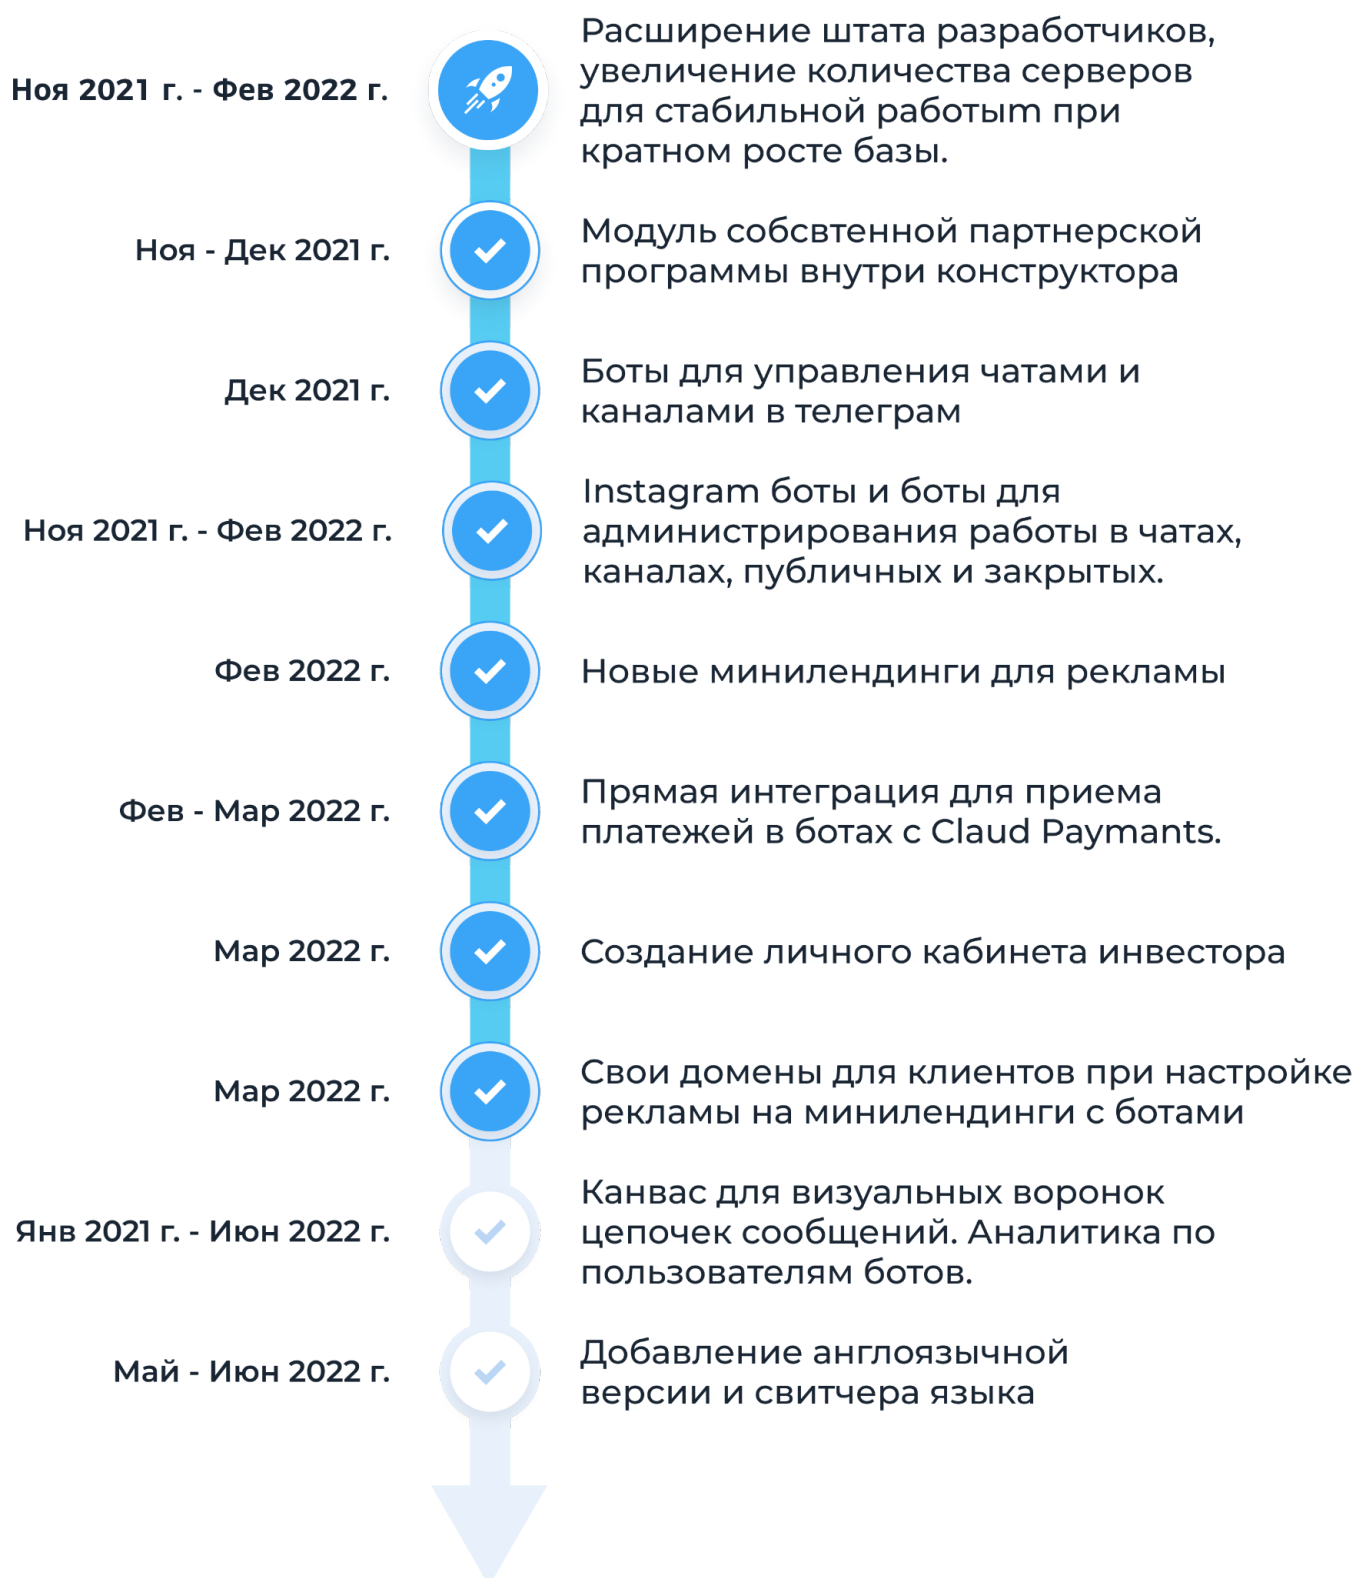 Ноя 2021 г. - Фев 2022 г.
Расширение штата разработчиков,
увеличение количества серверов
для стабильной работыm при
кратном росте базы.
Ноя - Дек 2021 г.
Модуль собсвтенной партнерской
программы внутри конструктора
Дек 2021 г.
Боты для управления чатами и
каналами в телеграм
Ноя 2021 г. - Фев 2022 г.
Instagram боты и боты для
администрирования работы в чатах,
каналах, публичных и закрытых.
Фев 2022 г.
Новые минилендинги для рекламы
Фев - Мар 2022 г.
Прямая интеграция для приема
платежей в ботах с Claud Paymants.
Мар 2022 г.
Создание личного кабинета инвестора
Мар 2022 г.
Свои домены для клиентов при настройке
рекламы на минилендинги с ботами
Янв 2021 г. - Июн 2022 г.
Канвас для визуальных воронок
цепочек сообщений. Аналитика по
пользователям ботов.
Май - Июн 2022 г.
Добавление англоязычной
версии и свитчера языка